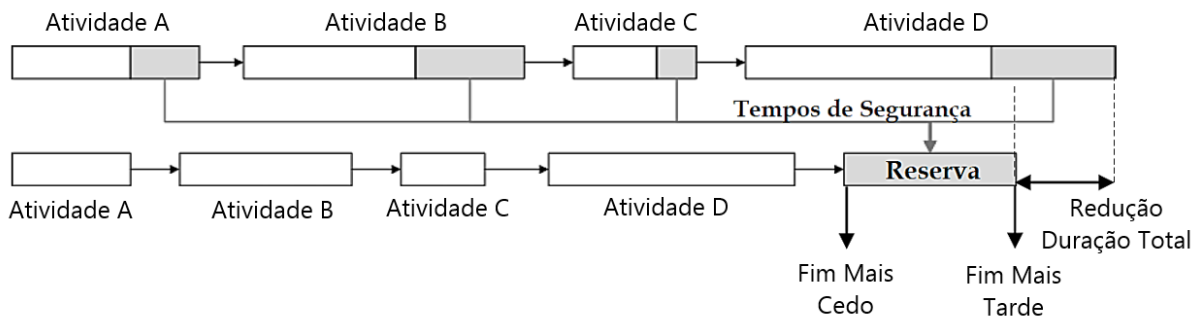 Atividade A
Atividade B
Atividade C
Atividade D
Tempos de Segurança
Reserva
Atividade A
Atividade B
Atividade C
Atividade D
Redução
Duração Total
Fim Mais
Cedo
Fim Mais
Tarde